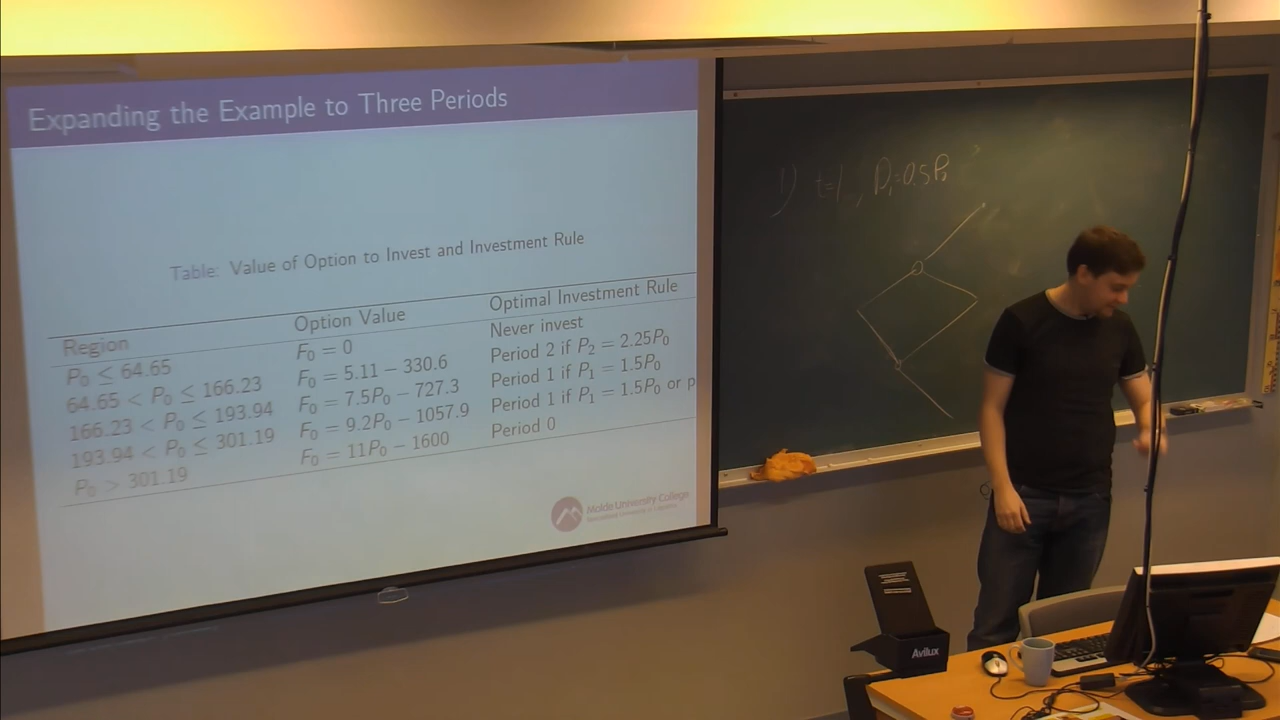 Expanding the Example to Three Periods
Table: Value of Option to Invest and Investment Rule
Region Option Value Optimal Investment Rule
P₀ ≤ 64.65 F₀ = 0 Never invest
64.65 < P₀ ≤ 166.23 F₀ = 5.11 − 330.6 Period 2 if P₂ = 2.25P₀
166.23 < P₀ ≤ 193.94 F₀ = 7.5P₀ − 727.3 Period 1 if P₁ = 1.5P₀
193.94 < P₀ ≤ 301.19 F₀ = 9.2P₀ − 1057.9 Period 1 if P₁ = 1.5P₀ or p
P₀ > 301.19 F₀ = 11P₀ − 1600 Period 0
Molde University College
1) t=1 P₁=0.5P₀
Avilux